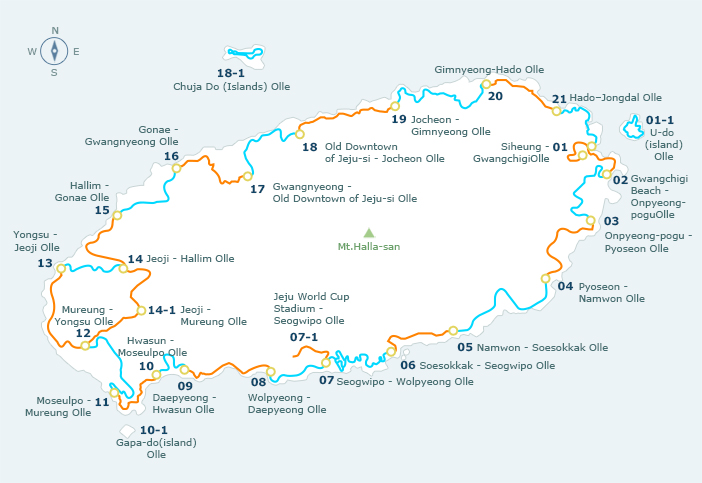 N
W
E
S
18-1
Chuja Do (Islands) Olle
Gimnyeong-Hado Olle
20
21 Hado-Jongdal Olle
19 Jocheon -
Gimnyeong Olle
01-1
U-do
(island)
Olle
Siheung - 01
GwangchigiOlle
02 Gwangchigi
Beach -
Onpyeong-
poguOlle
03
Onpyeong-pogu -
Pyoseon Olle
04 Pyoseon -
Namwon Olle
05 Namwon - Soesokkak Olle
06 Soesokkak - Seogwipo Olle
07 Seogwipo - Wolpyeong Olle
Jeju World Cup
Stadium -
Seogwipo Olle
07-1
08
Wolpyeong -
Daepyeong Olle
09
Daepyeong -
Hwasun Olle
Hwasun -
Moseulpo Olle
10
10-1
Gapa-do(island)
Olle
Moseulpo - 11
Mureung Olle
Mureung -
Yongsu Olle
12
Yongsu -
Jeoji Olle
13
14 Jeoji - Hallim Olle
14-1 Jeoji -
Mureung Olle
Hallim -
Gonae Olle
15
Gonae -
Gwangnyeong Olle
16
17 Gwangnyeong -
Old Downtown of Jeju-si Olle
18 Old Downtown
of Jeju-si - Jocheon Olle
Mt.Halla-san